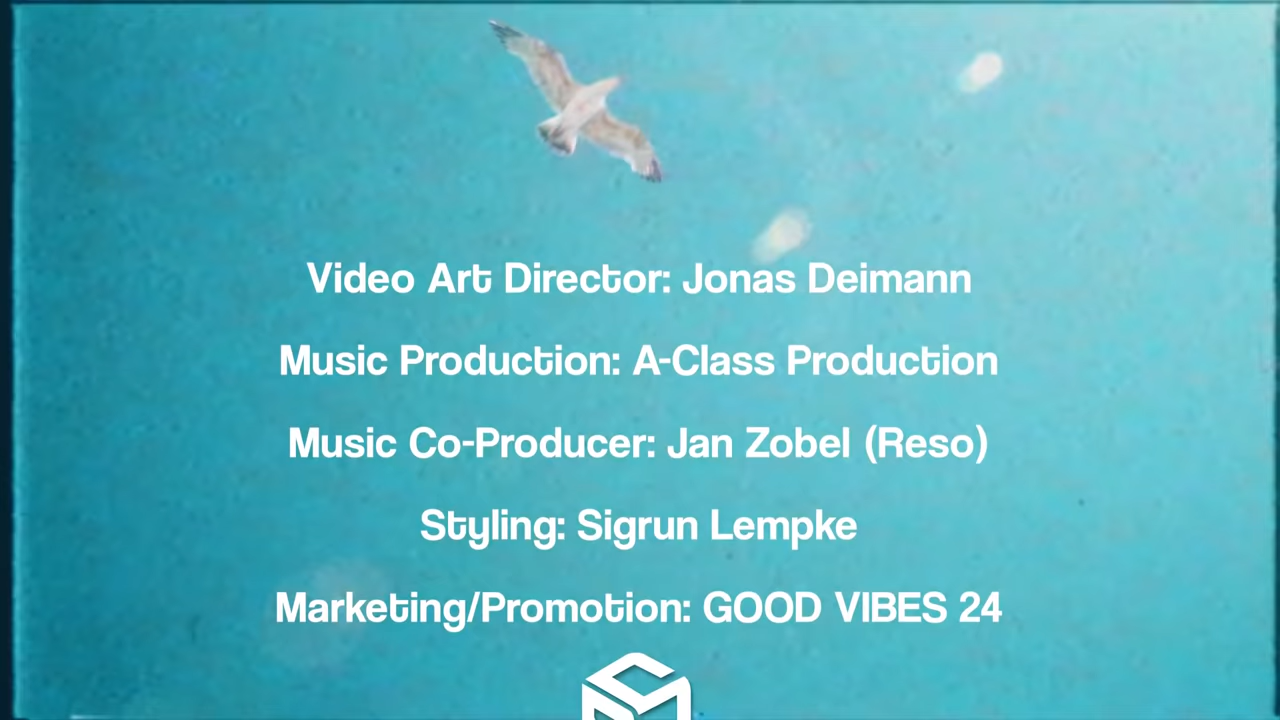 Video Art Director: Jonas Deimann
Music Production: A-Class Production
Music Co-Producer: Jan Zobel (Reso)
Styling: Sigrun Lempke
Marketing/Promotion: GOOD VIBES 24